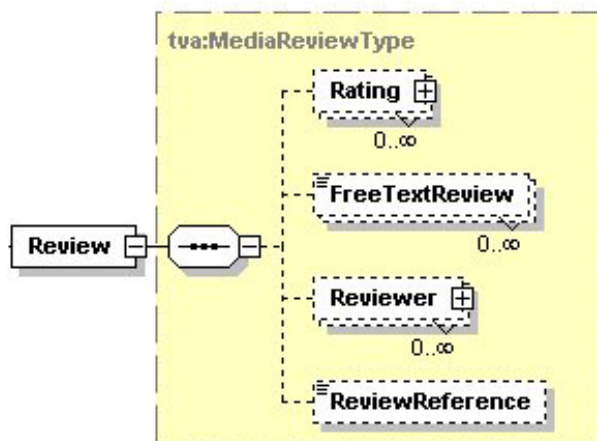 tva:MediaReviewType
Rating
0..∞
FreeTextReview
0..∞
Review
Reviewer
0..∞
ReviewReference